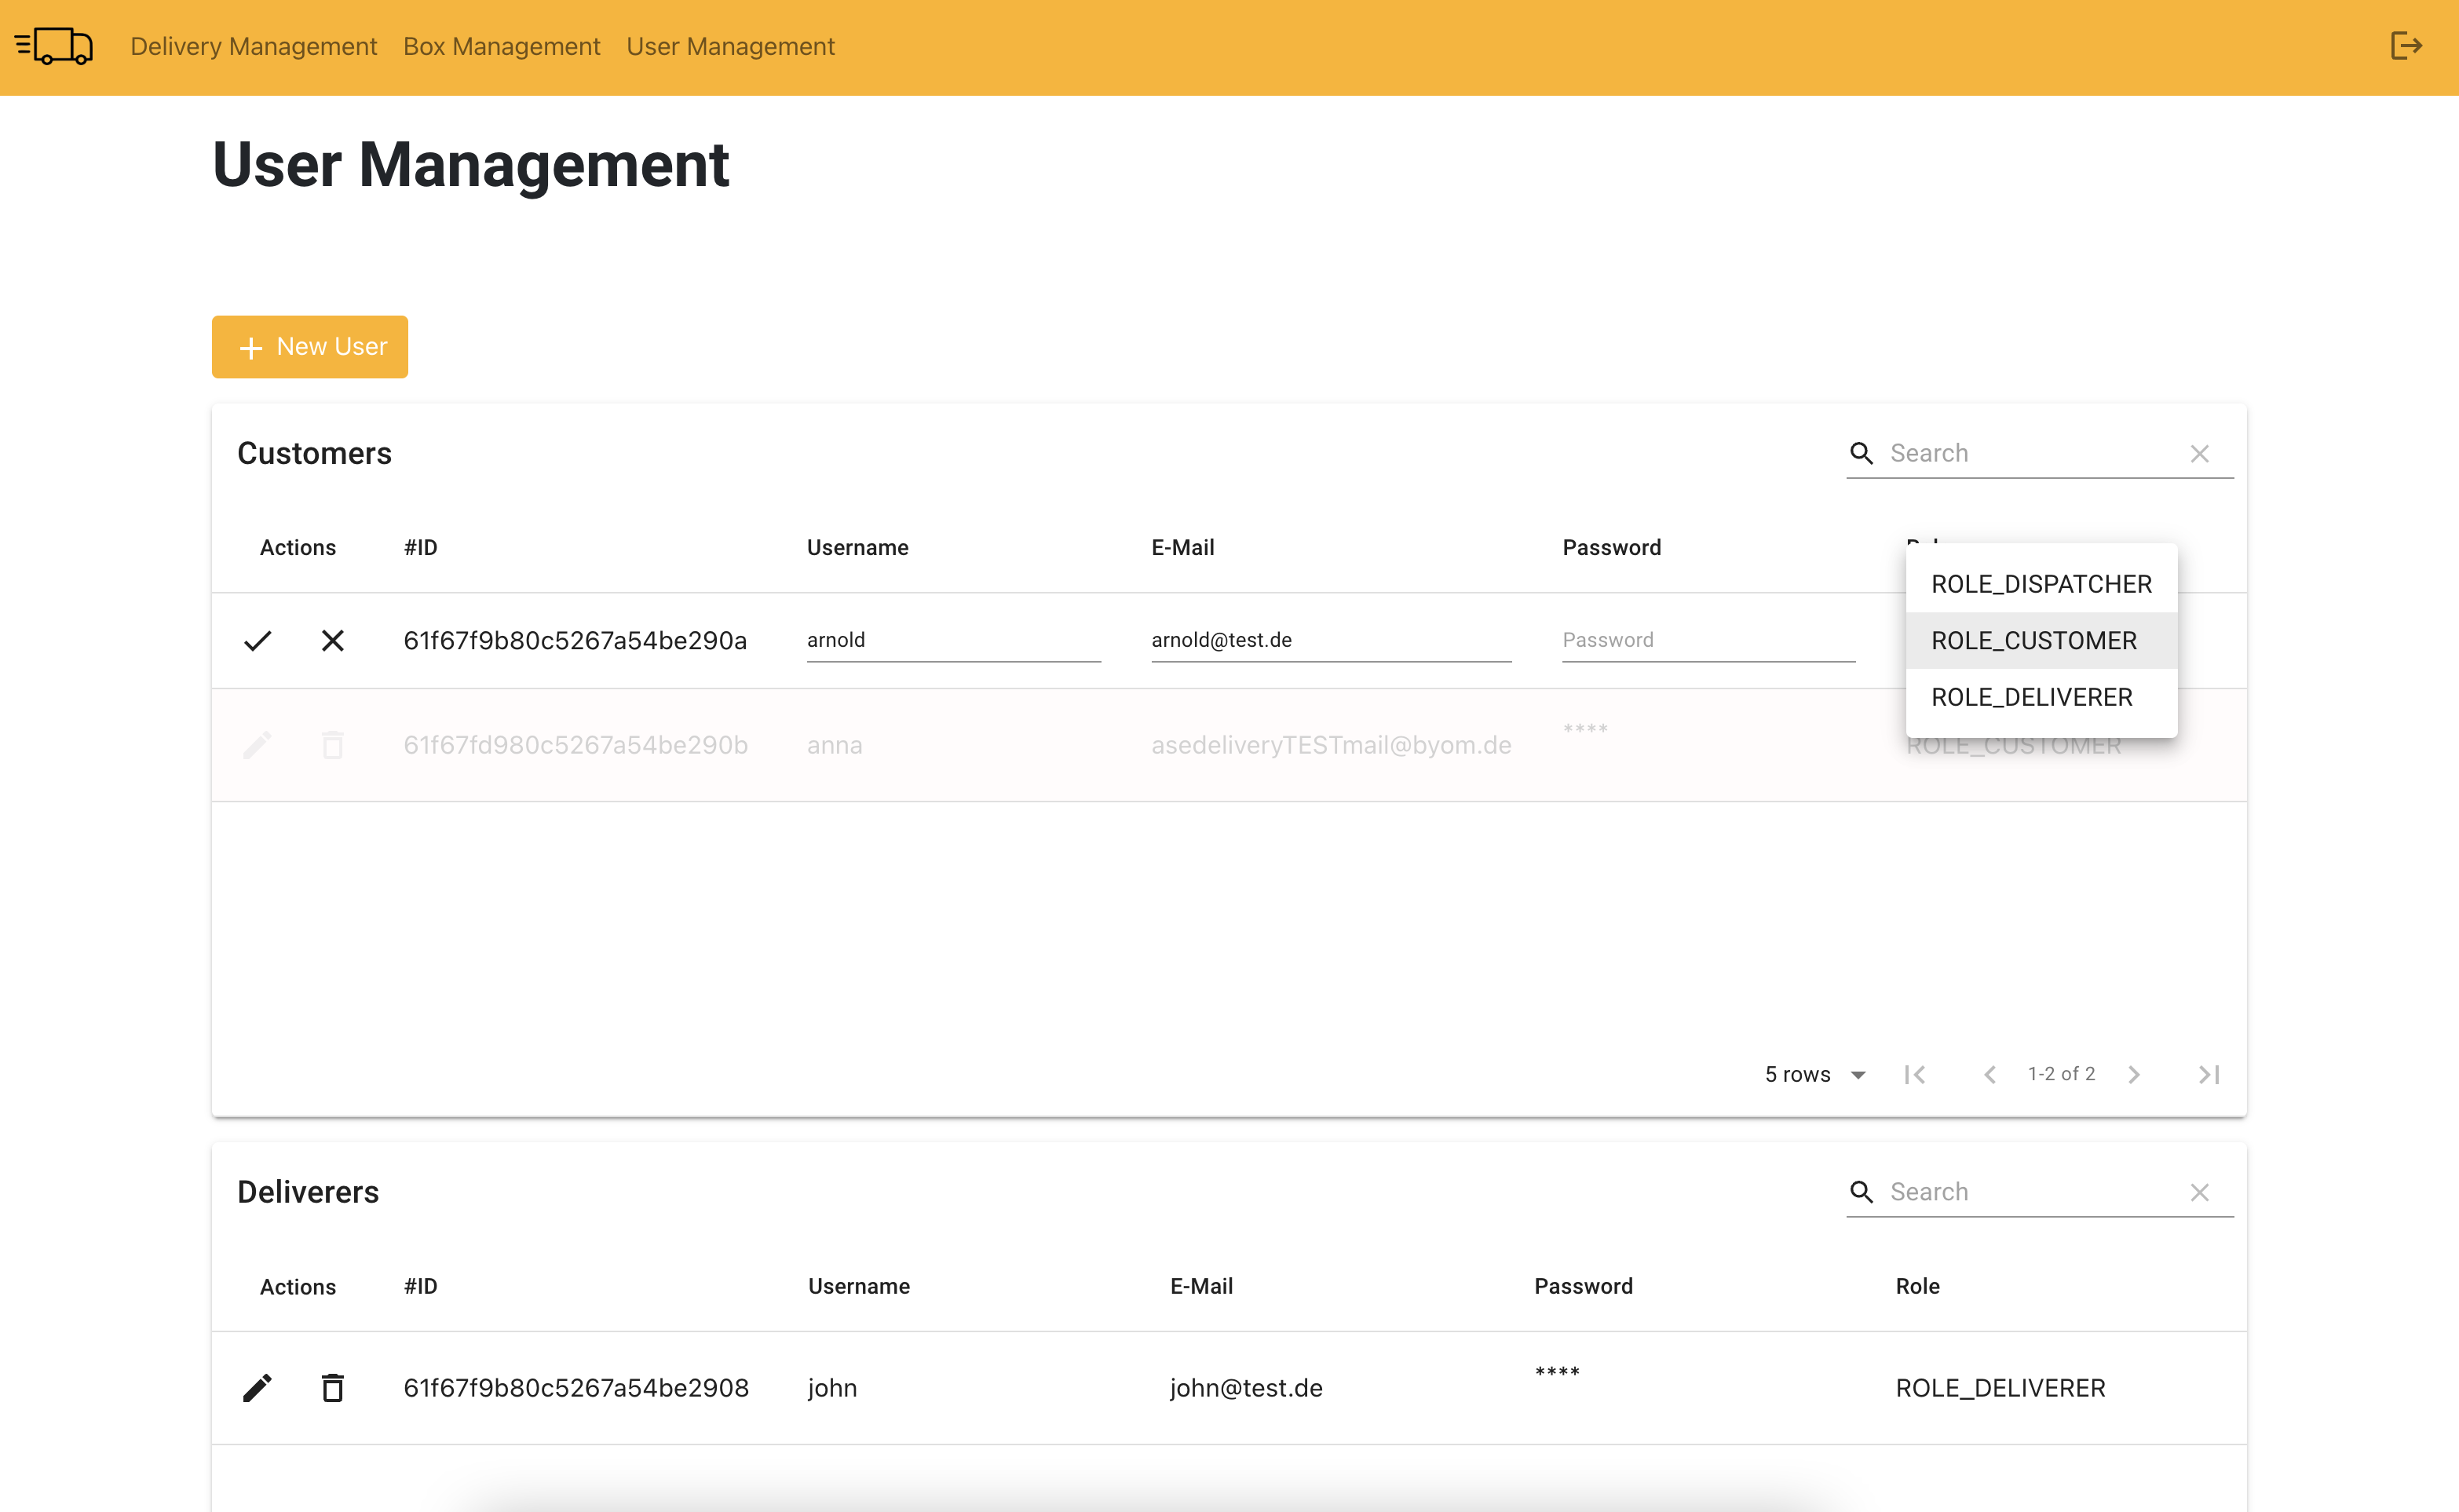 Delivery Management Box Management User Management
User Management
New User
Customers Search
Actions #ID Username E-Mail Password
ROLE_DISPATCHER
61f67f9b80c5267a54be290a arnold arnold@test.de Password ROLE_CUSTOMER
ROLE_DELIVERER
61f67fd980c5267a54be290b anna asedeliveryTESTmail@byom.de **** ROLE_CUSTOMER
5 rows 1-2 of 2
Deliverers Search
Actions #ID Username E-Mail Password Role
61f67f9b80c5267a54be2908 john john@test.de **** ROLE_DELIVERER